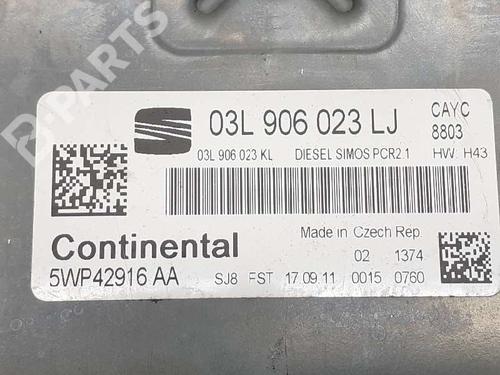 B-PARTS
03L 906 023 LJ
CAYC
8803
03L 906 023 KL DIESEL SIMOS PCR2.1 HW: H43
Made in Czech Rep.
Continental
02 1374
5WP42916 AA SJ8 FST 17.09.11 0015 0760